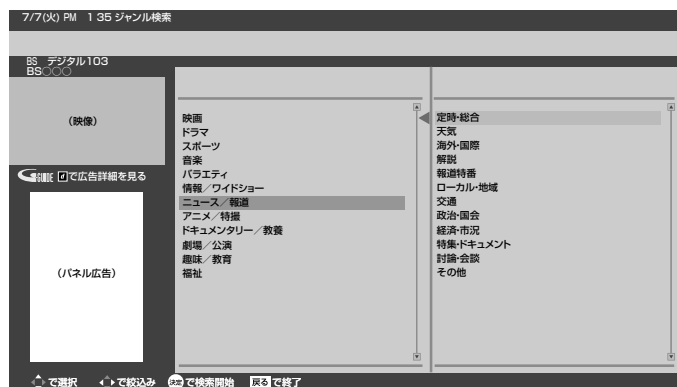 7/7(火) PM 1 35 ジャンル検索
BS デジタル103
BS○○○
(映像)
G GUIDE dで広告詳細を見る
(パネル広告)
映画
ドラマ
スポーツ
音楽
バラエティ
情報/ワイドショー
ニュース/報道
アニメ/特撮
ドキュメンタリー/教養
劇場/公演
趣味/教育
福祉
定時・総合
天気
海外・国際
解説
報道特番
ローカル・地域
交通
政治・国会
経済・市況
特集・ドキュメント
討論・会談
その他
で選択 で絞込み 決定で検索開始 戻るで終了